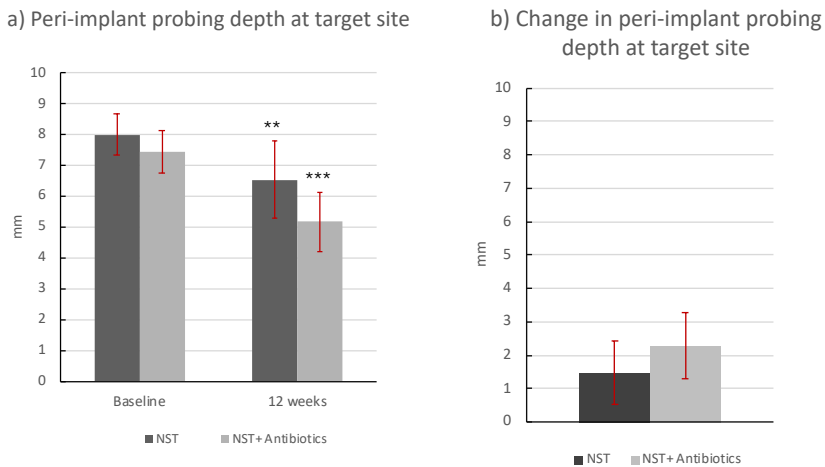 a) Peri-implant probing depth at target site
10
9
8
7
6
5
4
3
2
1
0
mm
**
***
Baseline
12 weeks
NST
NST+ Antibiotics
b) Change in peri-implant probing
depth at target site
10
9
8
7
6
5
4
3
2
1
0
mm
NST
NST+ Antibiotics